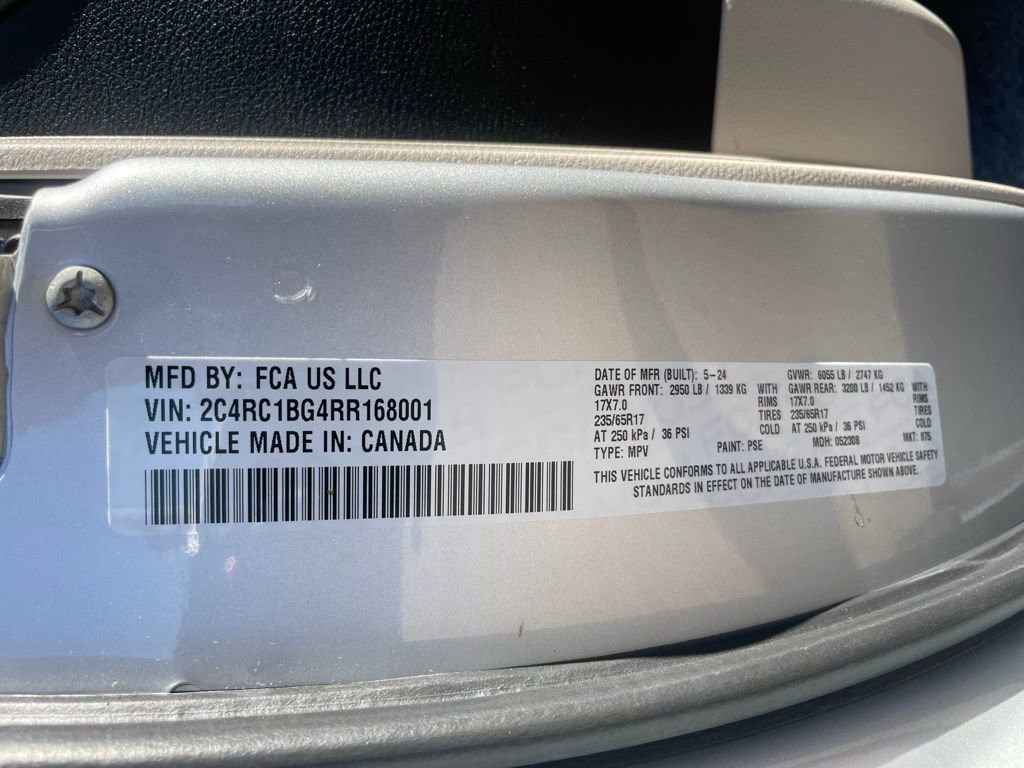 MFD BY: FCA US LLC
VIN: 2C4RC1BG4RR168001
VEHICLE MADE IN: CANADA
DATE OF MFR (BUILT): 5-24 GVWR: 6055 LB / 2747 KG
GAWR FRONT: 2950 LB / 1339 KG WITH GAWR REAR: 3200 LB / 1452 KG WITH
17X7.0 RIMS 17X7.0 RIMS
235/65R17 TIRES 235/65R17 TIRES
AT 250 kPa / 36 PSI COLD AT 250 kPa / 36 PSI COLD
TYPE: MPV PAINT: PSE MDH: 052308 MKT: 875
THIS VEHICLE CONFORMS TO ALL APPLICABLE U.S.A. FEDERAL MOTOR VEHICLE SAFETY
STANDARDS IN EFFECT ON THE DATE OF MANUFACTURE SHOWN ABOVE.